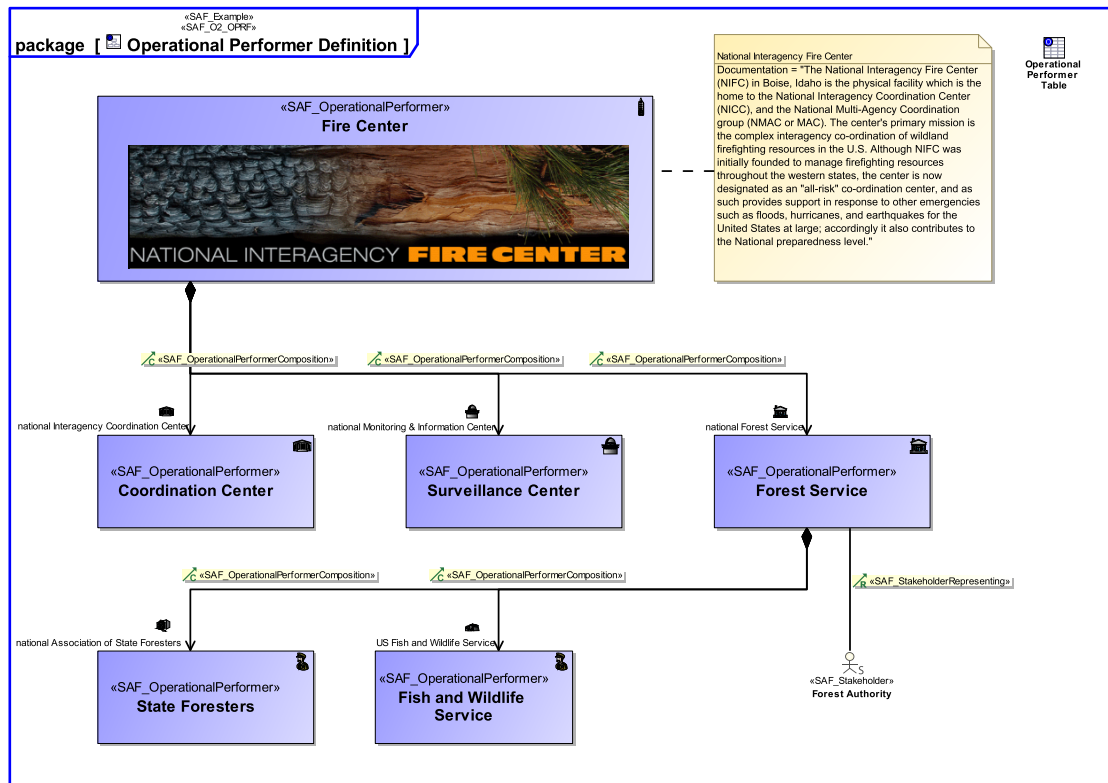 «SAF_Example»
«SAF_O2_OPRF»
package [ Operational Performer Definition ]
National Interagency Fire Center
Documentation = "The National Interagency Fire Center
(NIFC) in Boise, Idaho is the physical facility which is the
home to the National Interagency Coordination Center
(NICC), and the National Multi-Agency Coordination
group (NMAC or MAC). The center's primary mission is
the complex interagency co-ordination of wildland
firefighting resources in the U.S. Although NIFC was
initially founded to manage firefighting resources
throughout the western states, the center is now
designated as an "all-risk" co-ordination center, and as
such provides support in response to other emergencies
such as floods, hurricanes, and earthquakes for the
United States at large; accordingly it also contributes to
the National preparedness level."
Operational
Performer
Table
«SAF_OperationalPerformer»
Fire Center
NATIONAL INTERAGENCY FIRE CENTER
«SAF_OperationalPerformerComposition»
«SAF_OperationalPerformerComposition»
«SAF_OperationalPerformerComposition»
national Interagency Coordination Center
national Monitoring & Information Center
national Forest Service
«SAF_OperationalPerformer»
Coordination Center
«SAF_OperationalPerformer»
Surveillance Center
«SAF_OperationalPerformer»
Forest Service
«SAF_OperationalPerformerComposition»
«SAF_OperationalPerformerComposition»
«SAF_StakeholderRepresenting»
national Association of State Foresters
US Fish and Wildlife Service
«SAF_OperationalPerformer»
State Foresters
«SAF_OperationalPerformer»
Fish and Wildlife
Service
S
«SAF_Stakeholder»
Forest Authority